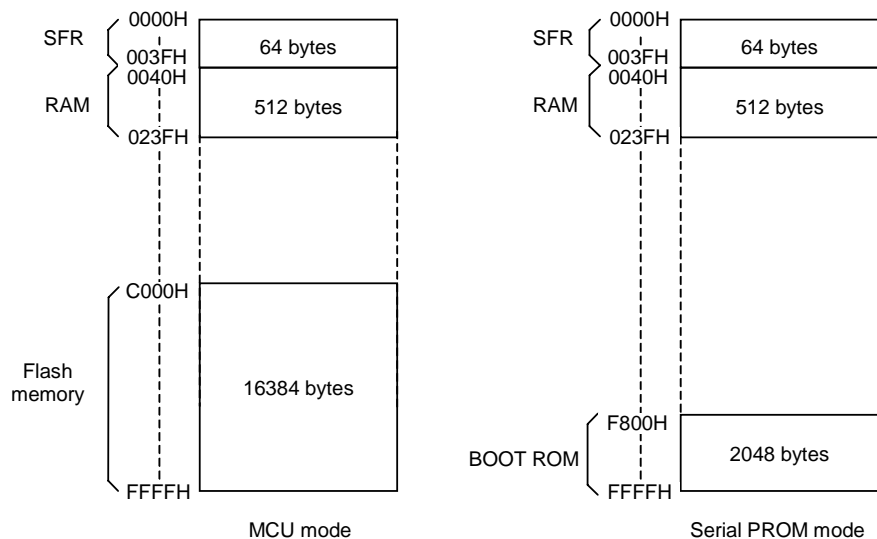 0000H
SFR
64 bytes
003FH
0040H
RAM
512 bytes
023FH
C000H
Flash
memory
16384 bytes
FFFFH
MCU mode
0000H
SFR
64 bytes
003FH
0040H
RAM
512 bytes
023FH
F800H
BOOT ROM
2048 bytes
FFFFH
Serial PROM mode